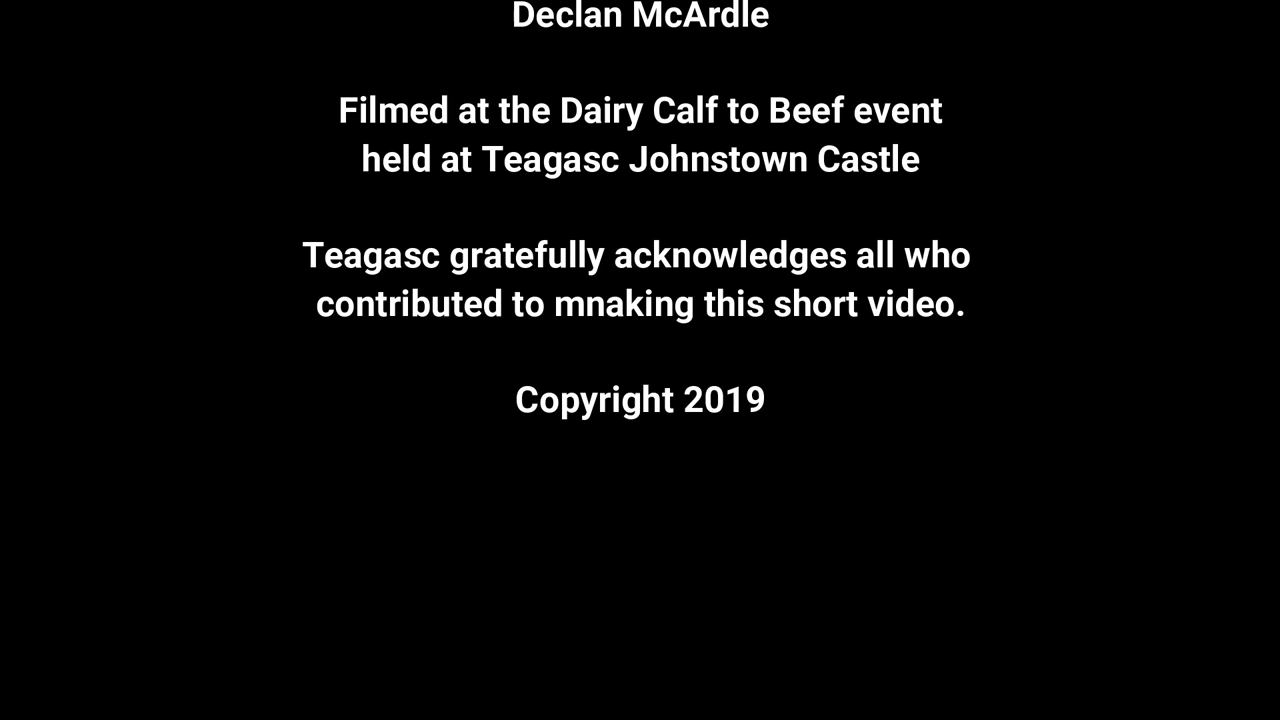 Declan McArdle
Filmed at the Dairy Calf to Beef event
held at Teagasc Johnstown Castle
Teagasc gratefully acknowledges all who
contributed to mnaking this short video.
Copyright 2019